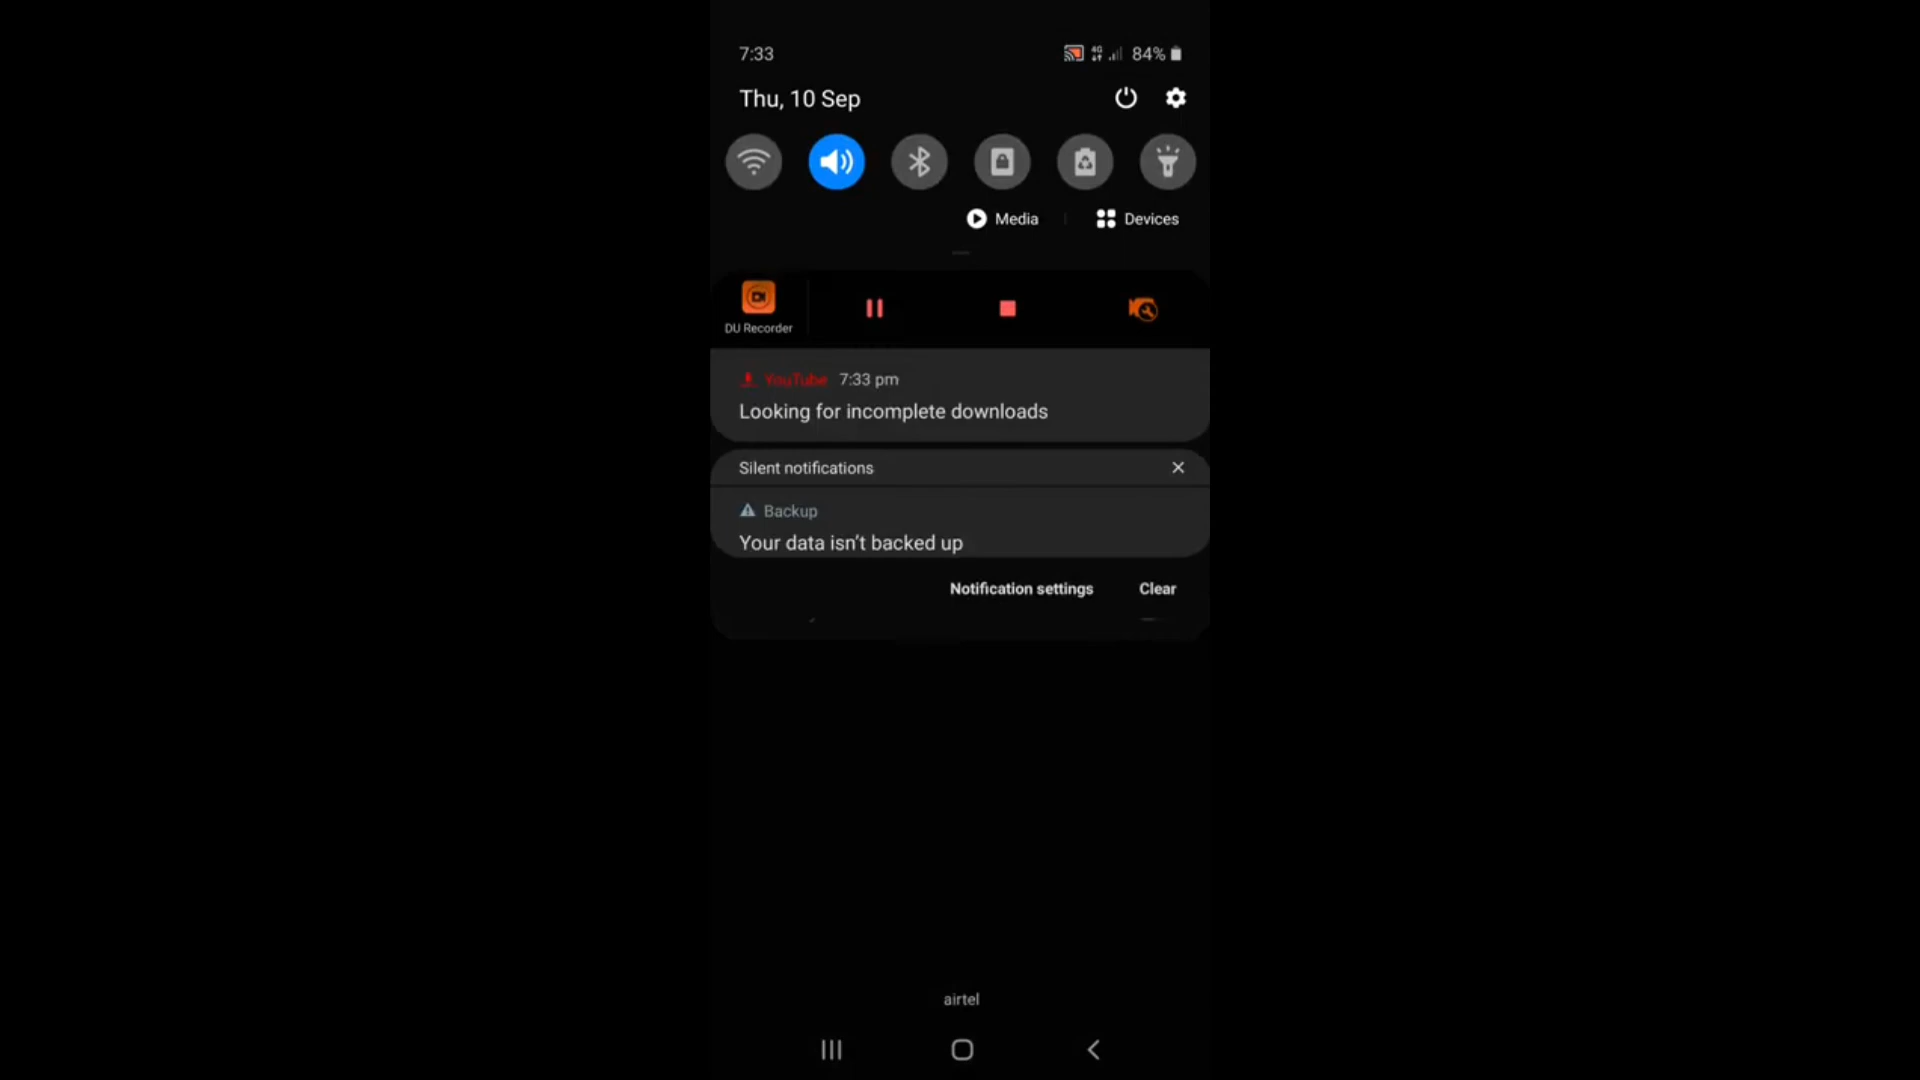 7:33
4G 84%
Thu, 10 Sep
Media
Devices
DU Recorder
YouTube 7:33 pm
Looking for incomplete downloads
Silent notifications
Backup
Your data isn’t backed up
Notification settings
Clear
airtel